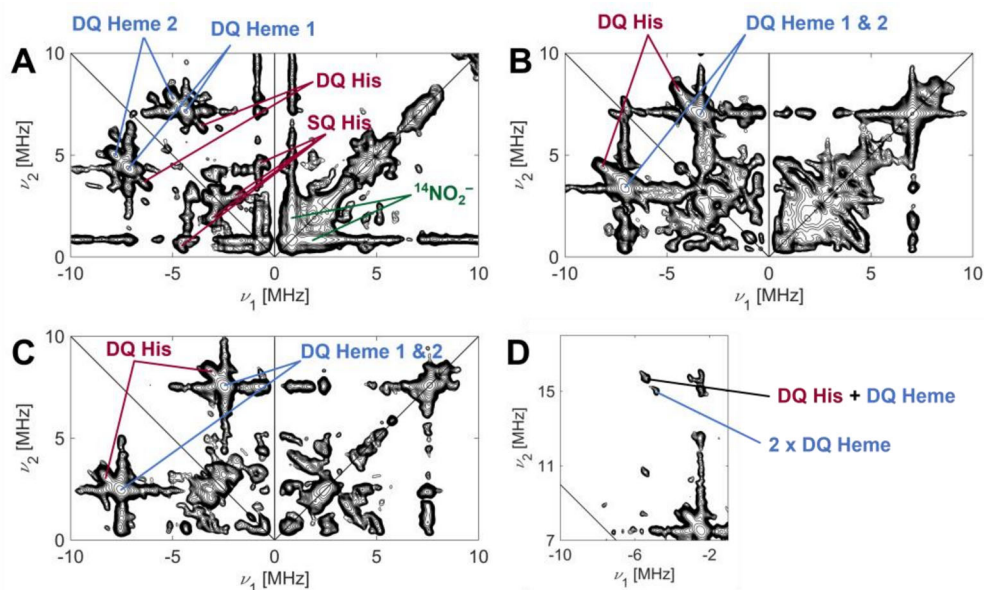 DQ Heme 2
DQ Heme 1
DQ His
DQ Heme 1 & 2
A
B
10
5
0
ν2 [MHz]
DQ His
SQ His
14NO2−
-10
-5
0
5
10
ν1 [MHz]
10
5
0
ν2 [MHz]
-10
-5
0
5
10
ν1 [MHz]
C
D
DQ His
DQ Heme 1 & 2
10
5
0
ν2 [MHz]
-10
-5
0
5
10
ν1 [MHz]
15
11
7
ν2 [MHz]
DQ His + DQ Heme
2 x DQ Heme
-10
-6
-2
ν1 [MHz]